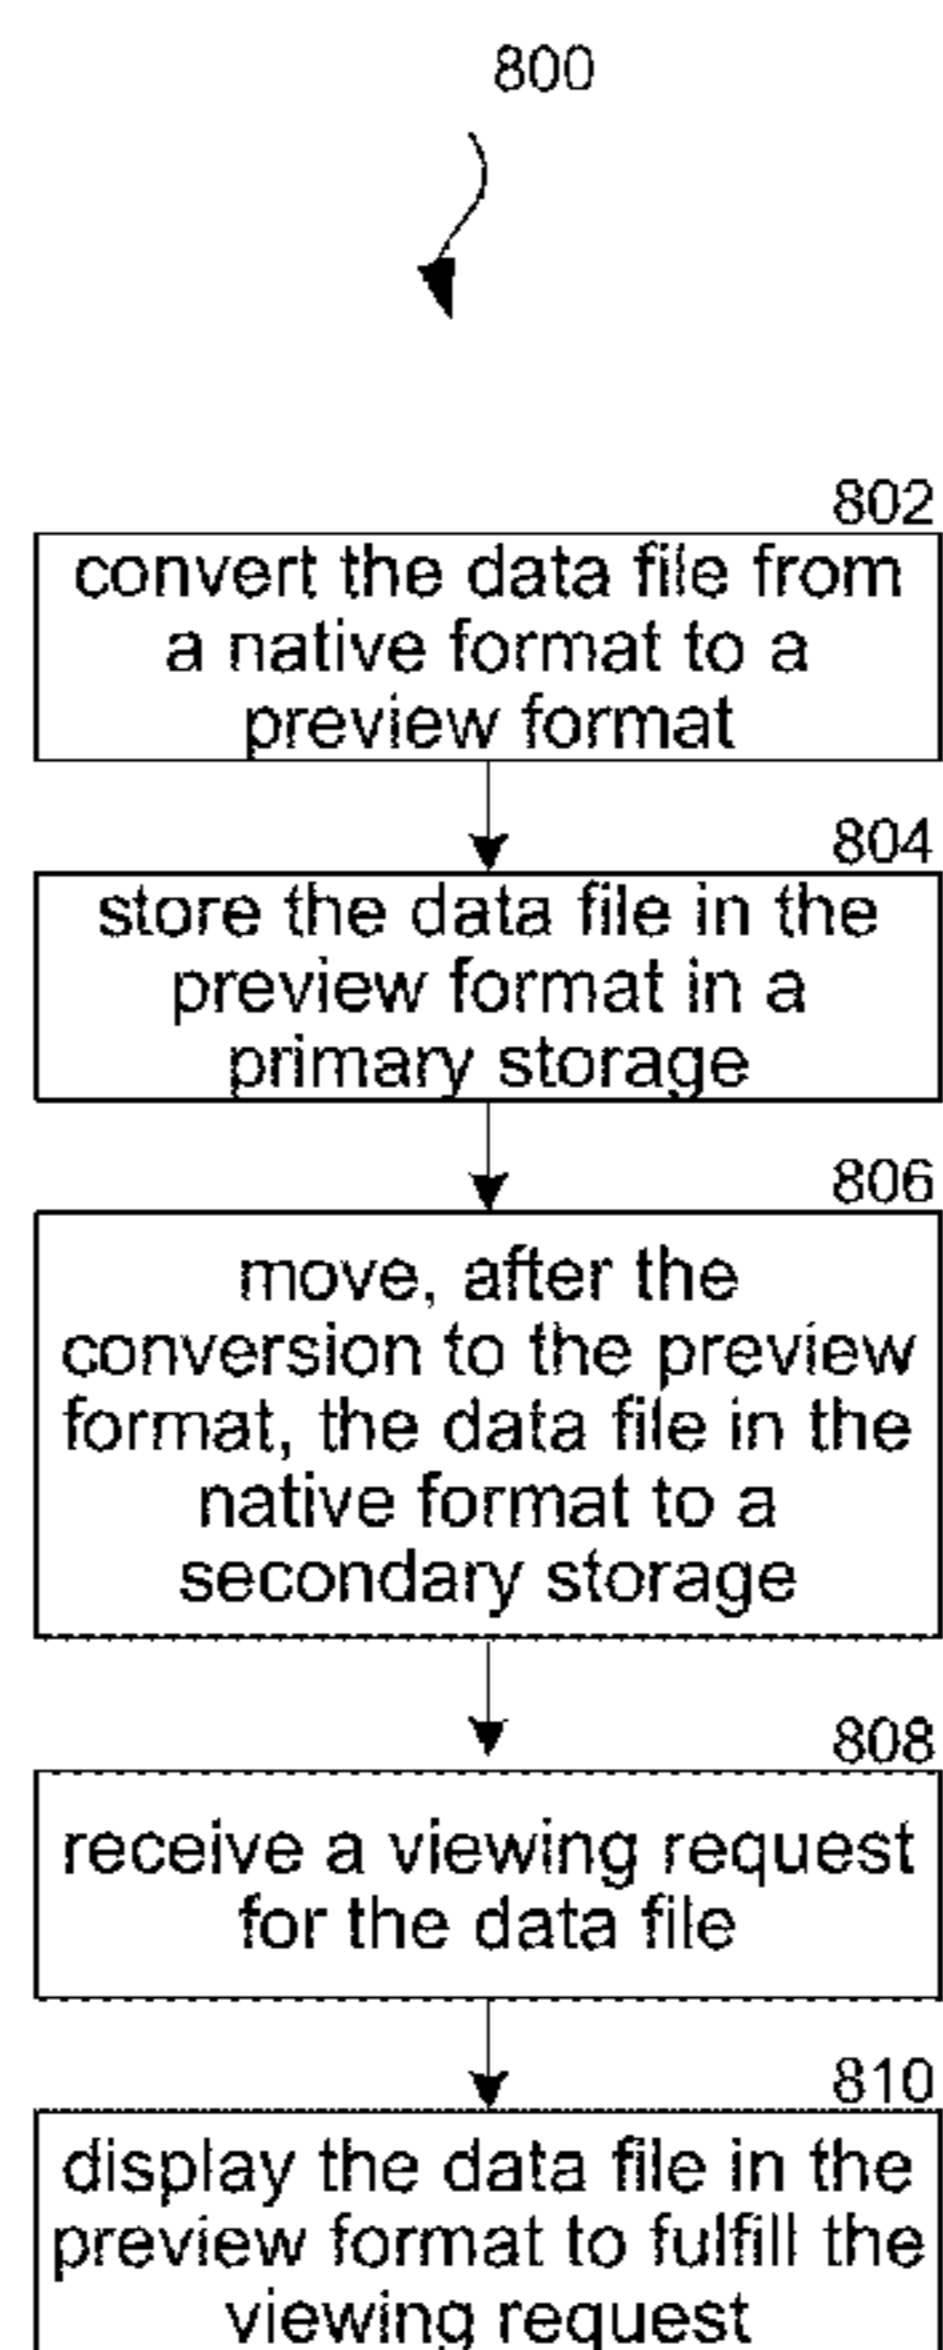 800
802
convert the data file from
a native format to a
preview format
804
store the data file in the
preview format in a
primary storage
806
move, after the
conversion to the preview
format, the data file in the
native format to a
secondary storage
808
receive a viewing request
for the data file
810
display the data file in the
preview format to fulfill the
viewing request